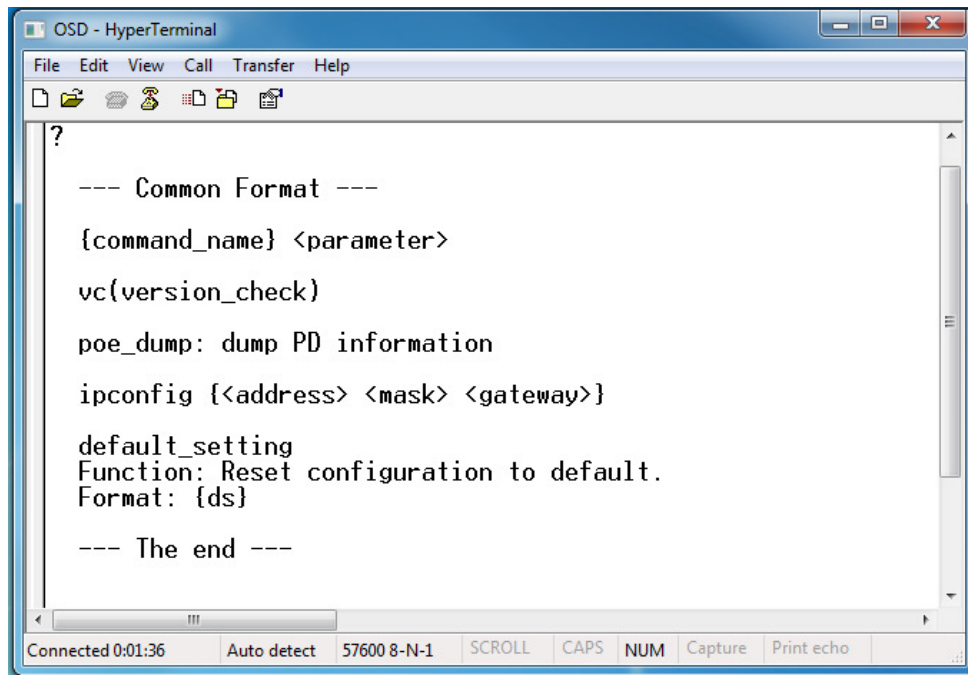 OSD - HyperTerminal
File Edit View Call Transfer Help
?
--- Common Format ---
{command_name} <parameter>
vc(version_check)
poe_dump: dump PD information
ipconfig {<address> <mask> <gateway>}
default_setting
Function: Reset configuration to default.
Format: {ds}
--- The end ---
Connected 0:01:36 Auto detect 57600 8-N-1 SCROLL CAPS NUM Capture Print echo